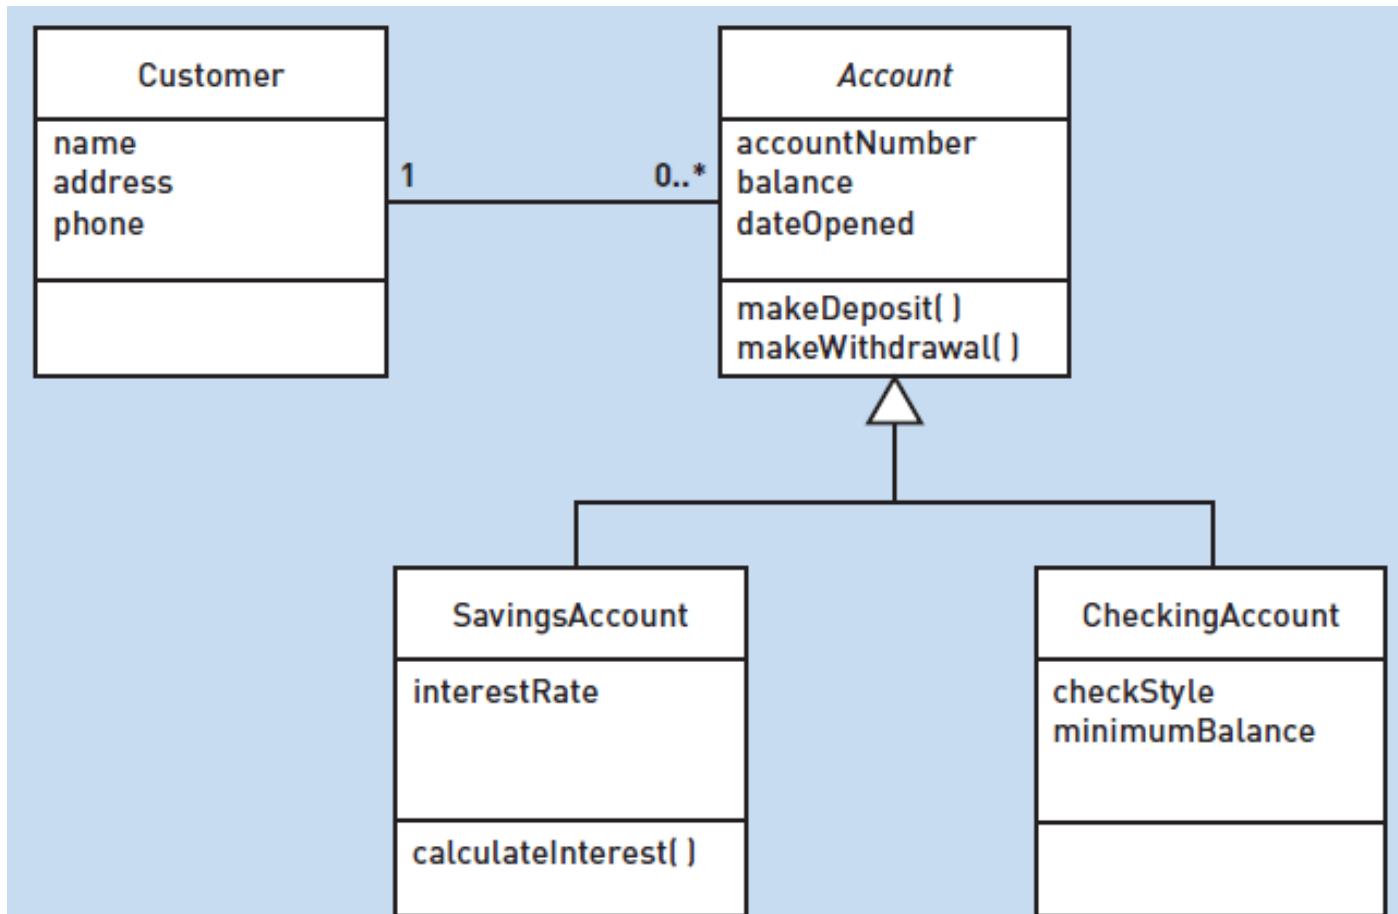 Customer
name
address
phone
1
0..*
Account
accountNumber
balance
dateOpened
makeDeposit( )
makeWithdrawal( )
SavingsAccount
interestRate
calculateInterest( )
CheckingAccount
checkStyle
minimumBalance